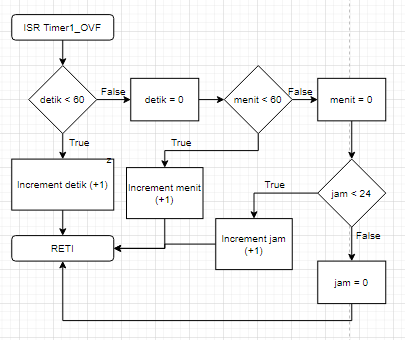 ISR Timer1_OVF
detik < 60
False
detik = 0
menit < 60
False
menit = 0
True
z
Increment detik (+1)
True
Increment menit
(+1)
True
jam < 24
False
RETI
Increment jam
(+1)
jam = 0